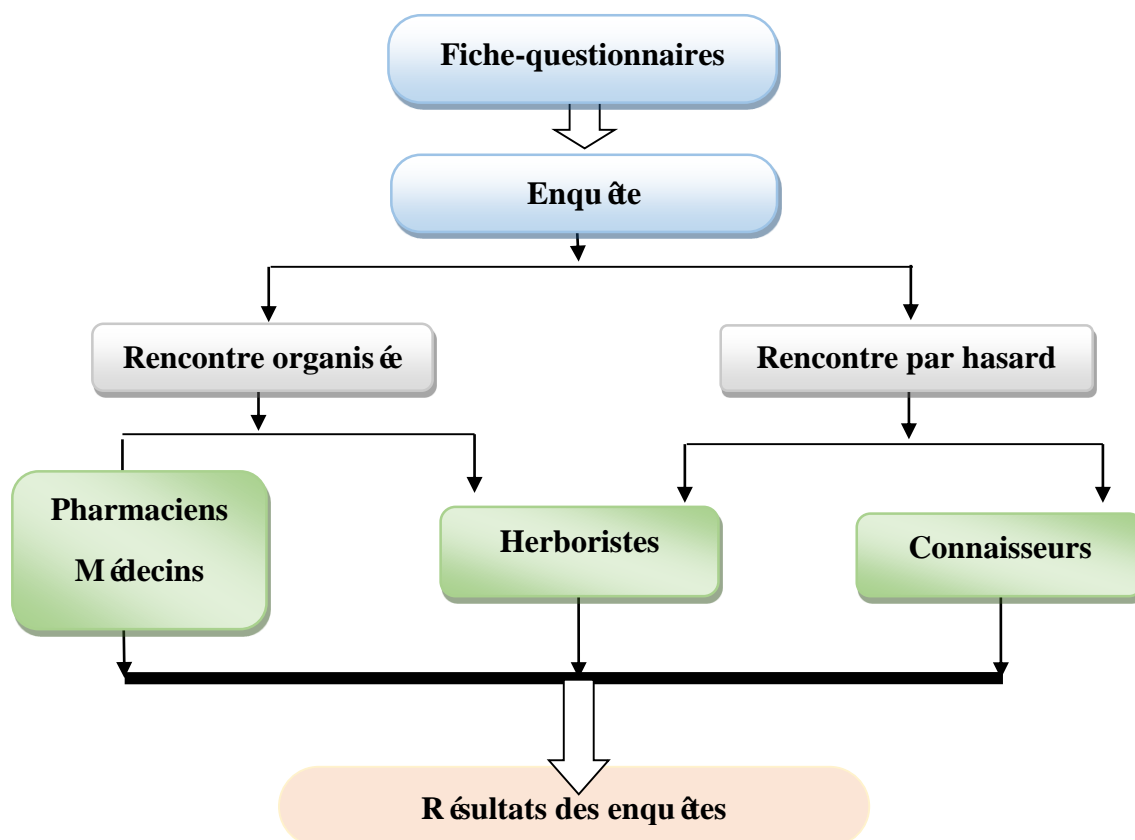 Fiche-questionnaires
Enquête
Rencontre organisée
Rencontre par hasard
Pharmaciens
Médecins
Herboristes
Connaisseurs
Résultats des enquêtes